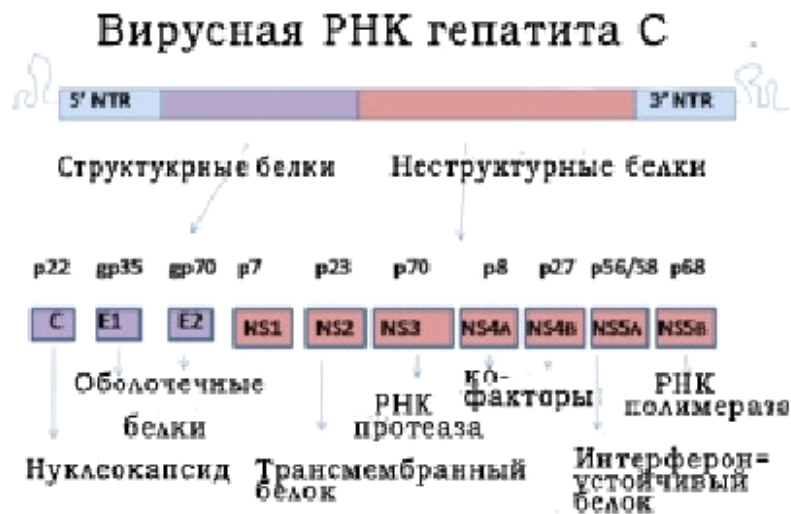 Вирусная РНК гепатита С
5' NTR 3' NTR
Структукрные белки Неструктурные белки
p22 gp35 gp70 p7 p23 p70 p8 p27 p56/58 p68
C E1 E2 NS1 NS2 NS3 NS4A NS4B NS5A NS5B
Оболочечные
белки
РНК
протеаза
ко-
факторы
РНК
полимераза
Нуклеокапсид
Трансмембранный
белок
Интерферон=
устойчивый
белок